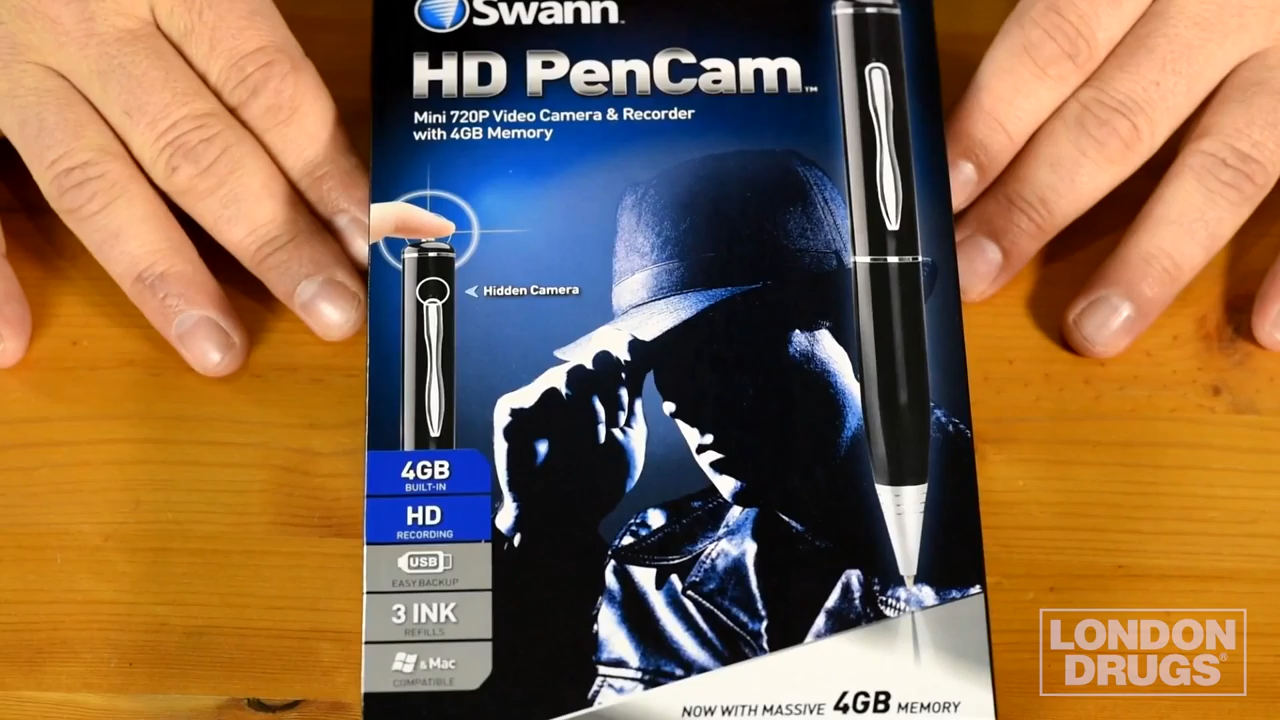 Swann
HD PenCam™
Mini 720P Video Camera & Recorder
with 4GB Memory
Hidden Camera
4GB
BUILT-IN
HD
RECORDING
USB
EASY BACKUP
3 INK
REFILLS
& Mac
COMPATIBLE
NOW WITH MASSIVE 4GB MEMORY
LONDON
DRUGS®